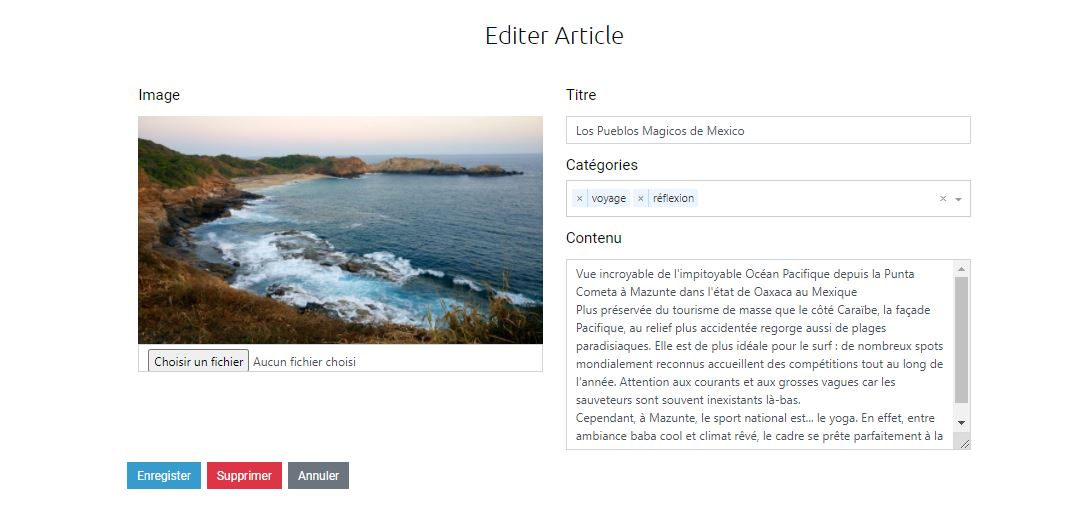 Editer Article
Image
Choisir un fichier Aucun fichier choisi
Titre
Los Pueblos Magicos de Mexico
Catégories
× voyage × réflexion ×
Contenu
Vue incroyable de l'impitoyable Océan Pacifique depuis la Punta
Cometa à Mazunte dans l'état de Oaxaca au Mexique
Plus préservée du tourisme de masse que le côté Caraïbe, la façade
Pacifique, au relief plus accidentée regorge aussi de plages
paradisiaques. Elle est de plus idéale pour le surf : de nombreux spots
mondialement reconnus accueillent des compétitions tout au long de
l'année. Attention aux courants et aux grosses vagues car les
sauveteurs sont souvent inexistants là-bas.
Cependant, à Mazunte, le sport national est... le yoga. En effet, entre
ambiance baba cool et climat rêvé, le cadre se prête parfaitement à la
Enregister Supprimer Annuler